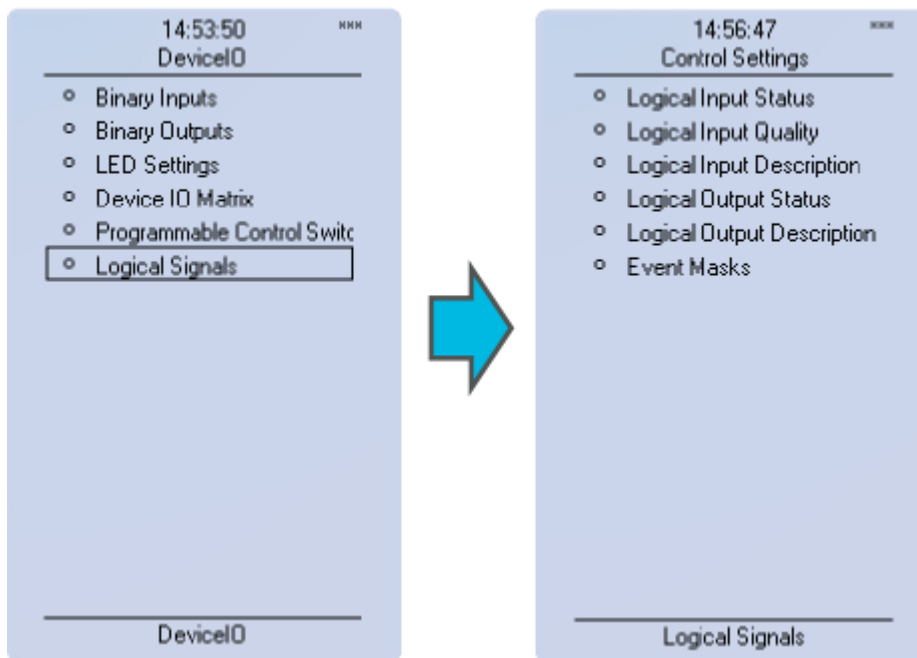 14:53:50
DeviceIO
Binary Inputs
Binary Outputs
LED Settings
Device IO Matrix
Programmable Control Switc
Logical Signals
DeviceIO
14:56:47
Control Settings
Logical Input Status
Logical Input Quality
Logical Input Description
Logical Output Status
Logical Output Description
Event Masks
Logical Signals